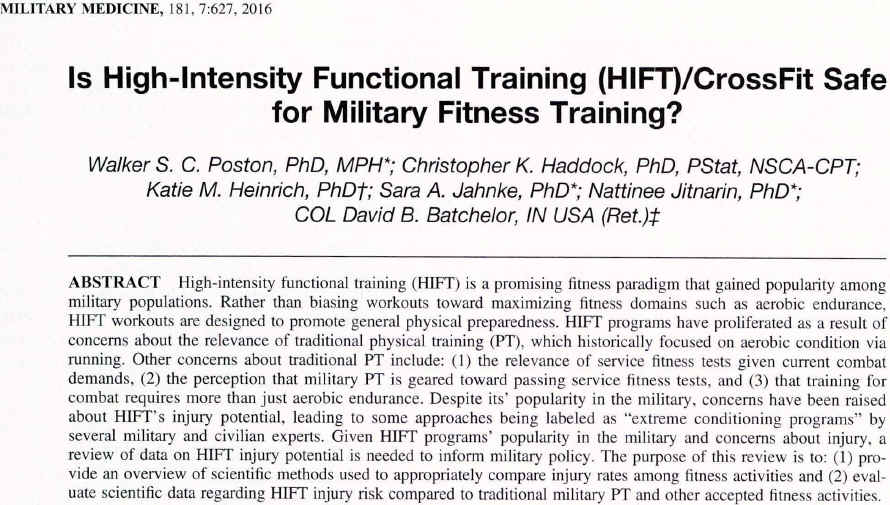 MILITARY MEDICINE, 181, 7:627, 2016
Is High-Intensity Functional Training (HIFT)/CrossFit Safe
for Military Fitness Training?
Walker S. C. Poston, PhD, MPH*; Christopher K. Haddock, PhD, PStat, NSCA-CPT;
Katie M. Heinrich, PhD†; Sara A. Jahnke, PhD*; Nattinee Jitnarin, PhD*;
COL David B. Batchelor, IN USA (Ret.)‡
ABSTRACT High-intensity functional training (HIFT) is a promising fitness paradigm that gained popularity among
military populations. Rather than biasing workouts toward maximizing fitness domains such as aerobic endurance,
HIFT workouts are designed to promote general physical preparedness. HIFT programs have proliferated as a result of
concerns about the relevance of traditional physical training (PT), which historically focused on aerobic condition via
running. Other concerns about traditional PT include: (1) the relevance of service fitness tests given current combat
demands, (2) the perception that military PT is geared toward passing service fitness tests, and (3) that training for
combat requires more than just aerobic endurance. Despite its' popularity in the military, concerns have been raised
about HIFT's injury potential, leading to some approaches being labeled as “extreme conditioning programs” by
several military and civilian experts. Given HIFT programs' popularity in the military and concerns about injury, a
review of data on HIFT injury potential is needed to inform military policy. The purpose of this review is to: (1) pro-
vide an overview of scientific methods used to appropriately compare injury rates among fitness activities and (2) eval-
uate scientific data regarding HIFT injury risk compared to traditional military PT and other accepted fitness activities.